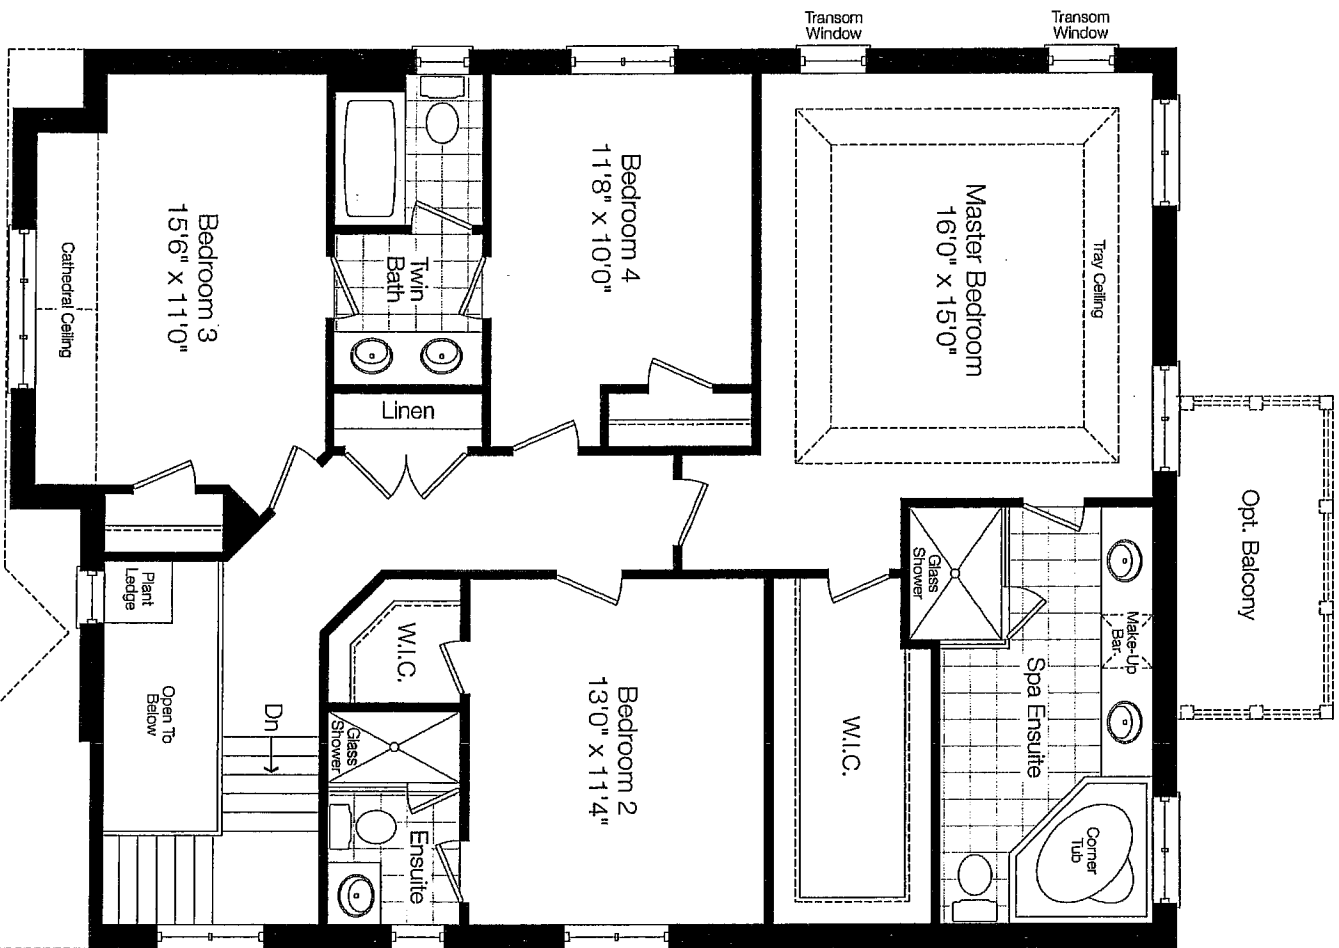 Transom
Window
Transom
Window
Bedroom 3
15'6" x 11'0"
Cathedral Ceiling
Twin
Bath
Linen
Bedroom 4
11'8" x 10'0"
Master Bedroom
16'0" x 15'0"
Tray Ceiling
Opt. Balcony
Glass
Shower
Make-Up
Bar
Spa Ensuite
Corner
Tub
W.I.C.
Bedroom 2
13'0" x 11'4"
W.I.C.
Glass
Shower
Ensuite
Plant
Ledge
Open To
Below
Dn